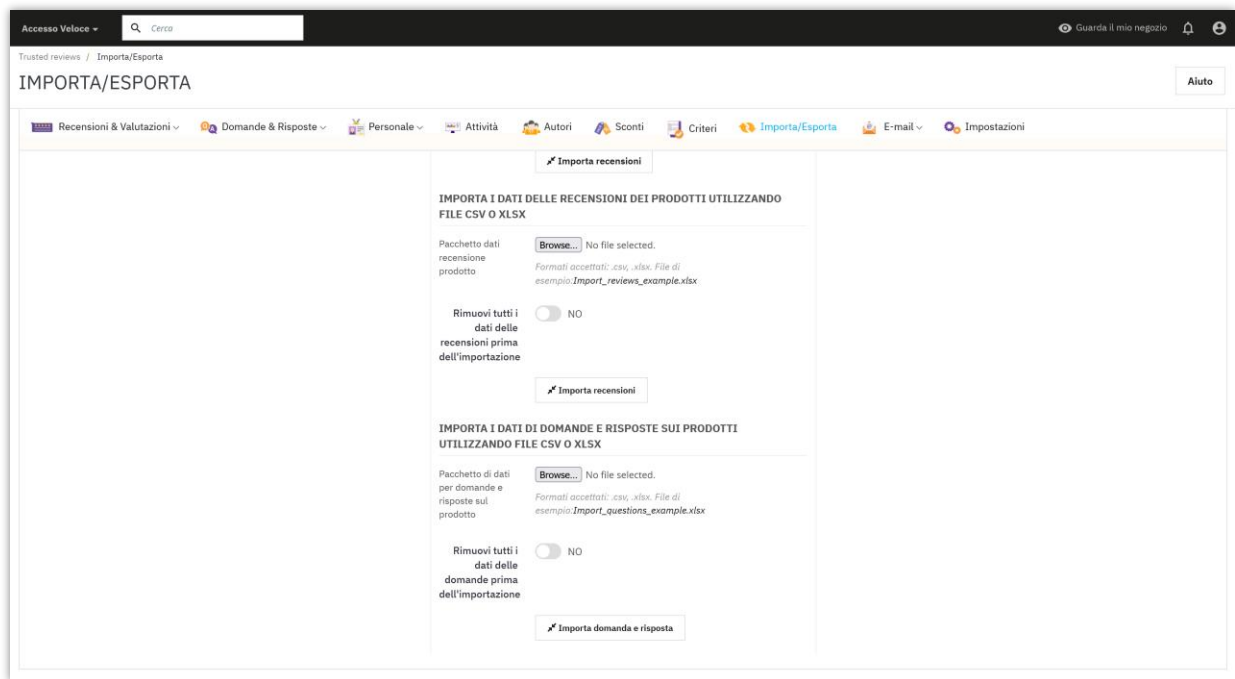 Accesso Veloce
Cerca
Guarda il mio negozio
Trusted reviews / Importa/Esporta
IMPORTA/ESPORTA
Aiuto
Recensioni & Valutazioni
Domande & Risposte
Personale
Attività
Autori
Sconti
Criteri
Importa/Esporta
E-mail
Impostazioni
Importa recensioni
IMPORTA I DATI DELLE RECENSIONI DEI PRODOTTI UTILIZZANDO
FILE CSV O XLSX
Pacchetto dati
recensione
prodotto
Browse... No file selected.
Formati accettati: .csv, .xlsx. File di
esempio:Import_reviews_example.xlsx
Rimuovi tutti i
dati delle
recensioni prima
dell'importazione
NO
Importa recensioni
IMPORTA I DATI DI DOMANDE E RISPOSTE SUI PRODOTTI
UTILIZZANDO FILE CSV O XLSX
Pacchetto di dati
per domande e
risposte sul
prodotto
Browse... No file selected.
Formati accettati: .csv, .xlsx. File di
esempio:Import_questions_example.xlsx
Rimuovi tutti i
dati delle
domande prima
dell'importazione
NO
Importa domanda e risposta